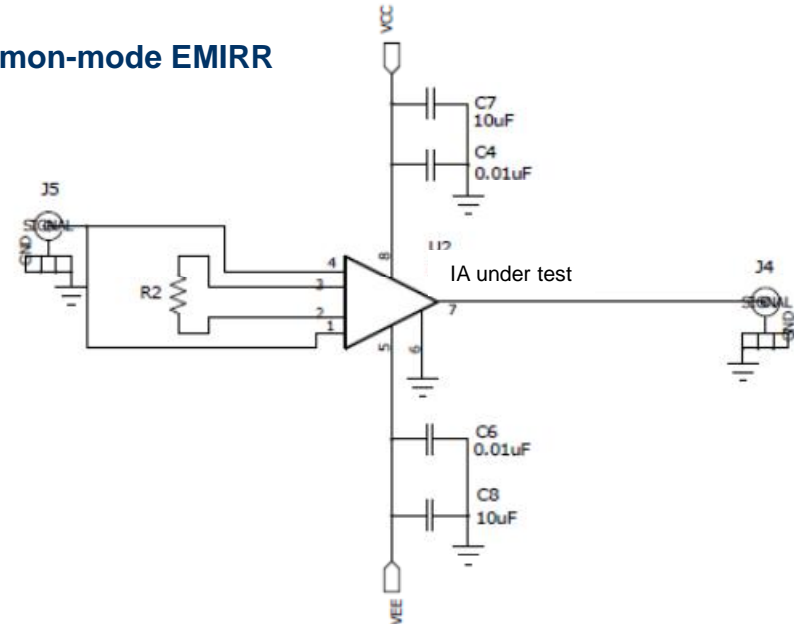 mon-mode EMIRR
VCC
C7
10uF
C4
0.01uF
J5
SIGNAL
GND
R2
4
3
2
1
8
U2
IA under test
7
5
6
J4
SIGNAL
GND
C6
0.01uF
C8
10uF
VEE